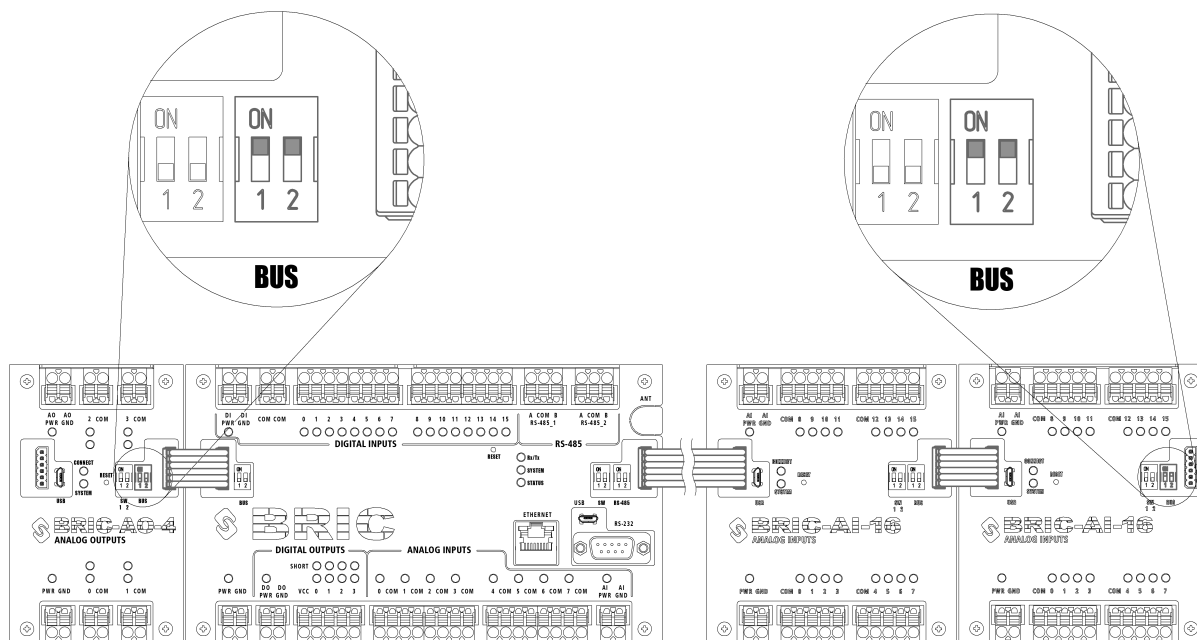 ON
ON
1 2
1 2
BUS
ON
ON
1 2
1 2
BUS
AO AO
PWR GND
2 COM
3 COM
CONNECT
RESET
SYSTEM
USB
SW
1 2
BUS
BRIC-AO-4
ANALOG OUTPUTS
PWR GND
0 COM
1 COM
DI DI
PWR GND
COM COM
0 1 2 3 4 5 6 7
8 9 10 11 12 13 14 15
DIGITAL INPUTS
A COM B
RS-485_1
A COM B
RS-485_2
RS-485
ANT
RESET
Rx/Tx
SYSTEM
STATUS
BUS
SW RS-485
BRIC
ETHERNET
USB
RS-232
DIGITAL OUTPUTS
ANALOG INPUTS
SHORT
PWR GND
DO DO
PWR GND
VCC 0 1 2 3
0 COM 1 COM 2 COM 3 COM
4 COM 5 COM 6 COM 7 COM
AI AI
PWR GND
AI AI
PWR GND
COM 8 9 10 11
COM 12 13 14 15
CONNECT
RESET
SYSTEM
USB
SW
1 2
BUS
BRIC-AI-16
ANALOG INPUTS
PWR GND
COM 0 1 2 3
COM 4 5 6 7
AI AI
PWR GND
COM 8 9 10 11
COM 12 13 14 15
CONNECT
RESET
SYSTEM
USB
SW
1 2
BUS
BRIC-AI-16
ANALOG INPUTS
PWR GND
COM 0 1 2 3
COM 4 5 6 7